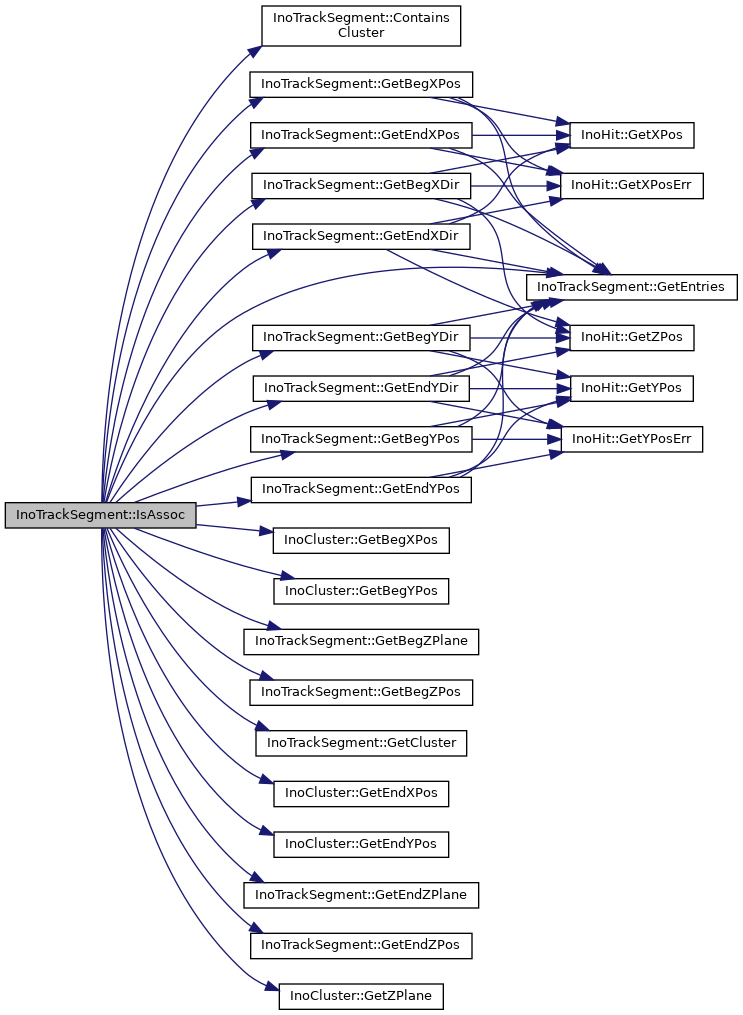 InoTrackSegment::Contains
Cluster
InoTrackSegment::GetBegXPos
InoTrackSegment::GetEndXPos
InoHit::GetXPos
InoTrackSegment::GetBegXDir
InoHit::GetXPosErr
InoTrackSegment::GetEndXDir
InoTrackSegment::GetEntries
InoTrackSegment::GetBegYDir
InoHit::GetZPos
InoTrackSegment::GetEndYDir
InoHit::GetYPos
InoTrackSegment::GetBegYPos
InoHit::GetYPosErr
InoTrackSegment::GetEndYPos
InoTrackSegment::IsAssoc
InoCluster::GetBegXPos
InoCluster::GetBegYPos
InoTrackSegment::GetBegZPlane
InoTrackSegment::GetBegZPos
InoTrackSegment::GetCluster
InoCluster::GetEndXPos
InoCluster::GetEndYPos
InoTrackSegment::GetEndZPlane
InoTrackSegment::GetEndZPos
InoCluster::GetZPlane